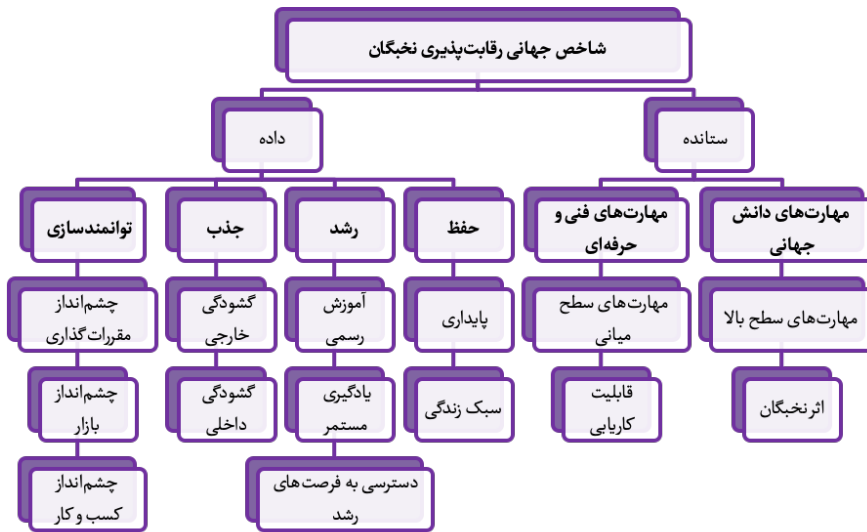 شاخص جهانی رقابت‌پذیری نخبگان
ستانده
داده
مهارت‌های دانش
جهانی
مهارت‌های فنی و
حرفه‌ای
حفظ
رشد
جذب
توانمندسازی
مهارت‌های سطح بالا
مهارت‌های سطح
میانی
پایداری
آموزش
رسمی
گشودگی
خارجی
چشم‌انداز
مقررات‌گذاری
اثر نخبگان
قابلیت
کاریابی
سبک زندگی
یادگیری
مستمر
گشودگی
داخلی
چشم‌انداز
بازار
دسترسی به فرصت‌های
رشد
چشم‌انداز
کسب و کار